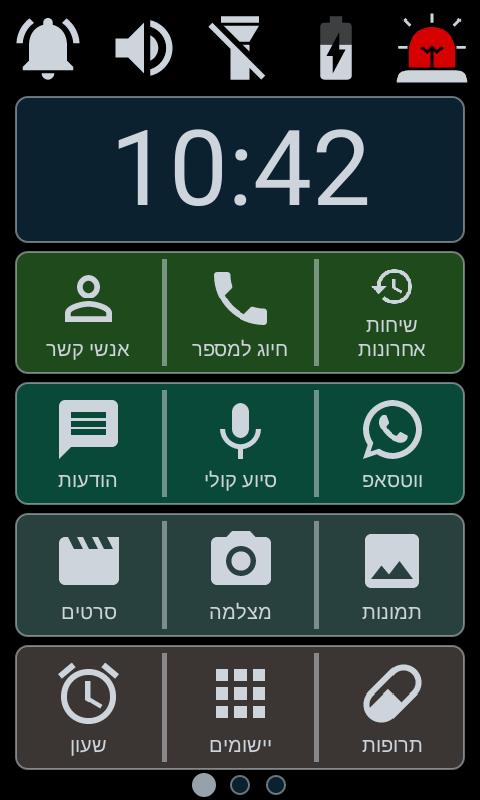 10:42
שיחות
אחרונות
חיוג למספר
אנשי קשר
ווטסאפ
סיוע קולי
הודעות
תמונות
מצלמה
סרטים
תרופות
יישומים
שעון